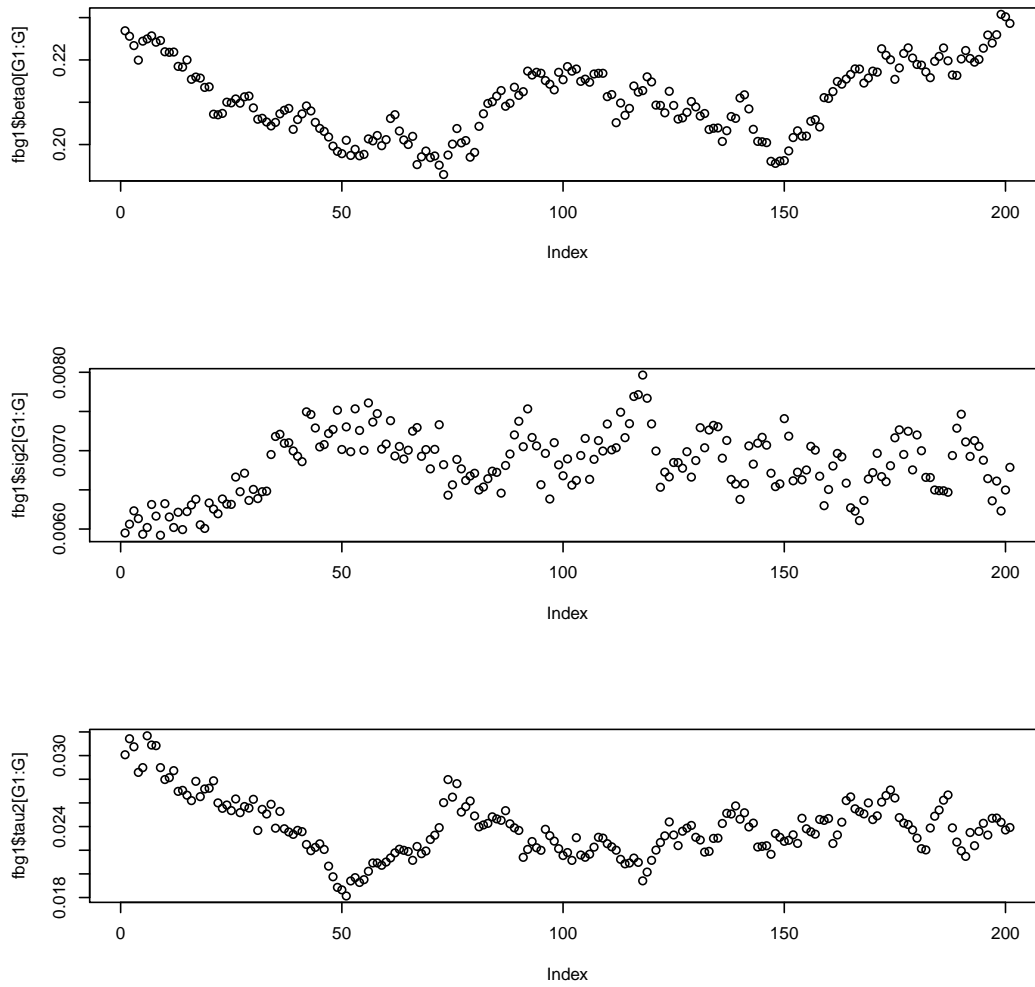 fbg1$beta0[G1:G]
0.22
0.20
0 50 100 150 200
Index
fbg1$sig2[G1:G]
0.0080
0.0070
0.0060
0 50 100 150 200
Index
fbg1$tau2[G1:G]
0.030
0.024
0.018
0 50 100 150 200
Index